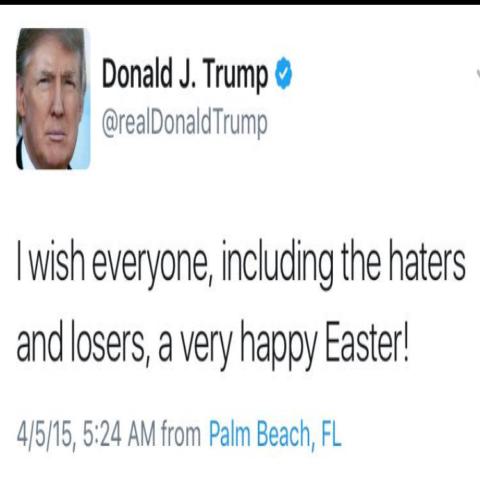 Donald J. Trump
@realDonaldTrump
I wish everyone, including the haters
and losers, a very happy Easter!
4/5/15, 5:24 AM from Palm Beach, FL